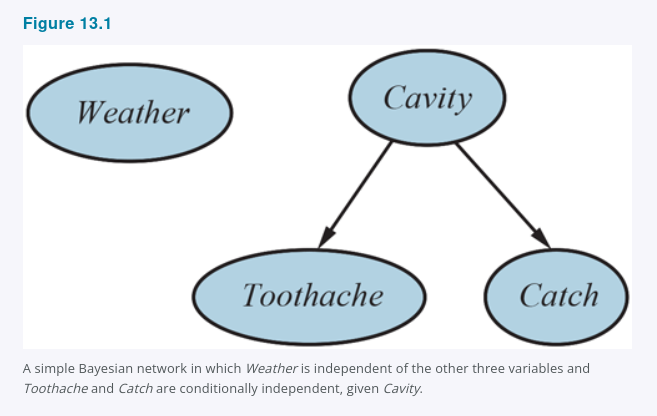 Figure 13.1
Weather
Cavity
Toothache
Catch
A simple Bayesian network in which Weather is independent of the other three variables and
Toothache and Catch are conditionally independent, given Cavity.